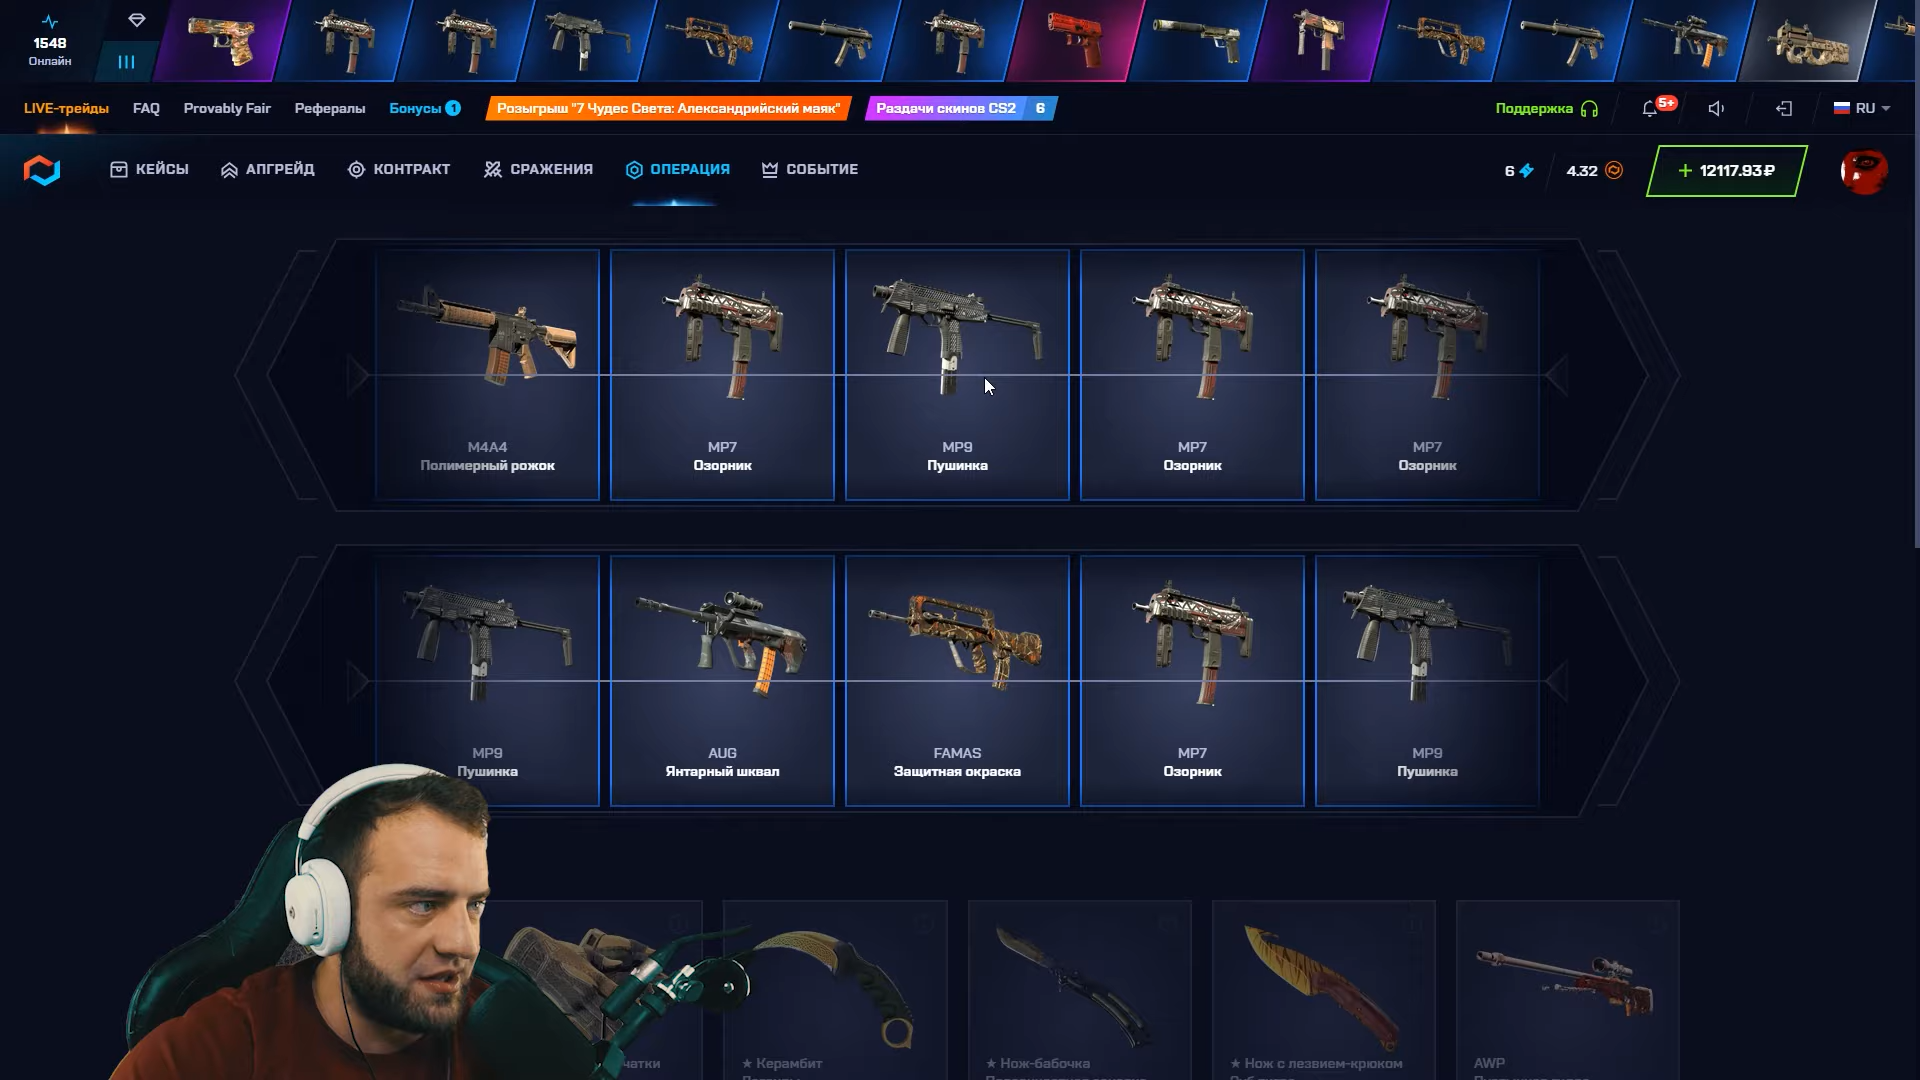 1548
Онлайн
LIVE-трейды
FAQ
Provably Fair
Рефералы
Бонусы 1
Розыгрыш "7 Чудес Света: Александрийский маяк"
Раздачи скинов CS2 6
Поддержка
5+
RU
КЕЙСЫ
АПГРЕЙД
КОНТРАКТ
СРАЖЕНИЯ
ОПЕРАЦИЯ
СОБЫТИЕ
6
4.32
+ 12117.93₽
M4A4
Полимерный рожок
MP7
Озорник
MP9
Пушинка
MP7
Озорник
MP7
Озорник
MP9
Пушинка
AUG
Янтарный шквал
FAMAS
Защитная окраска
MP7
Озорник
MP9
Пушинка
★ Керамбит
★ Нож-бабочка
★ Нож с лезвием-крюком
AWP